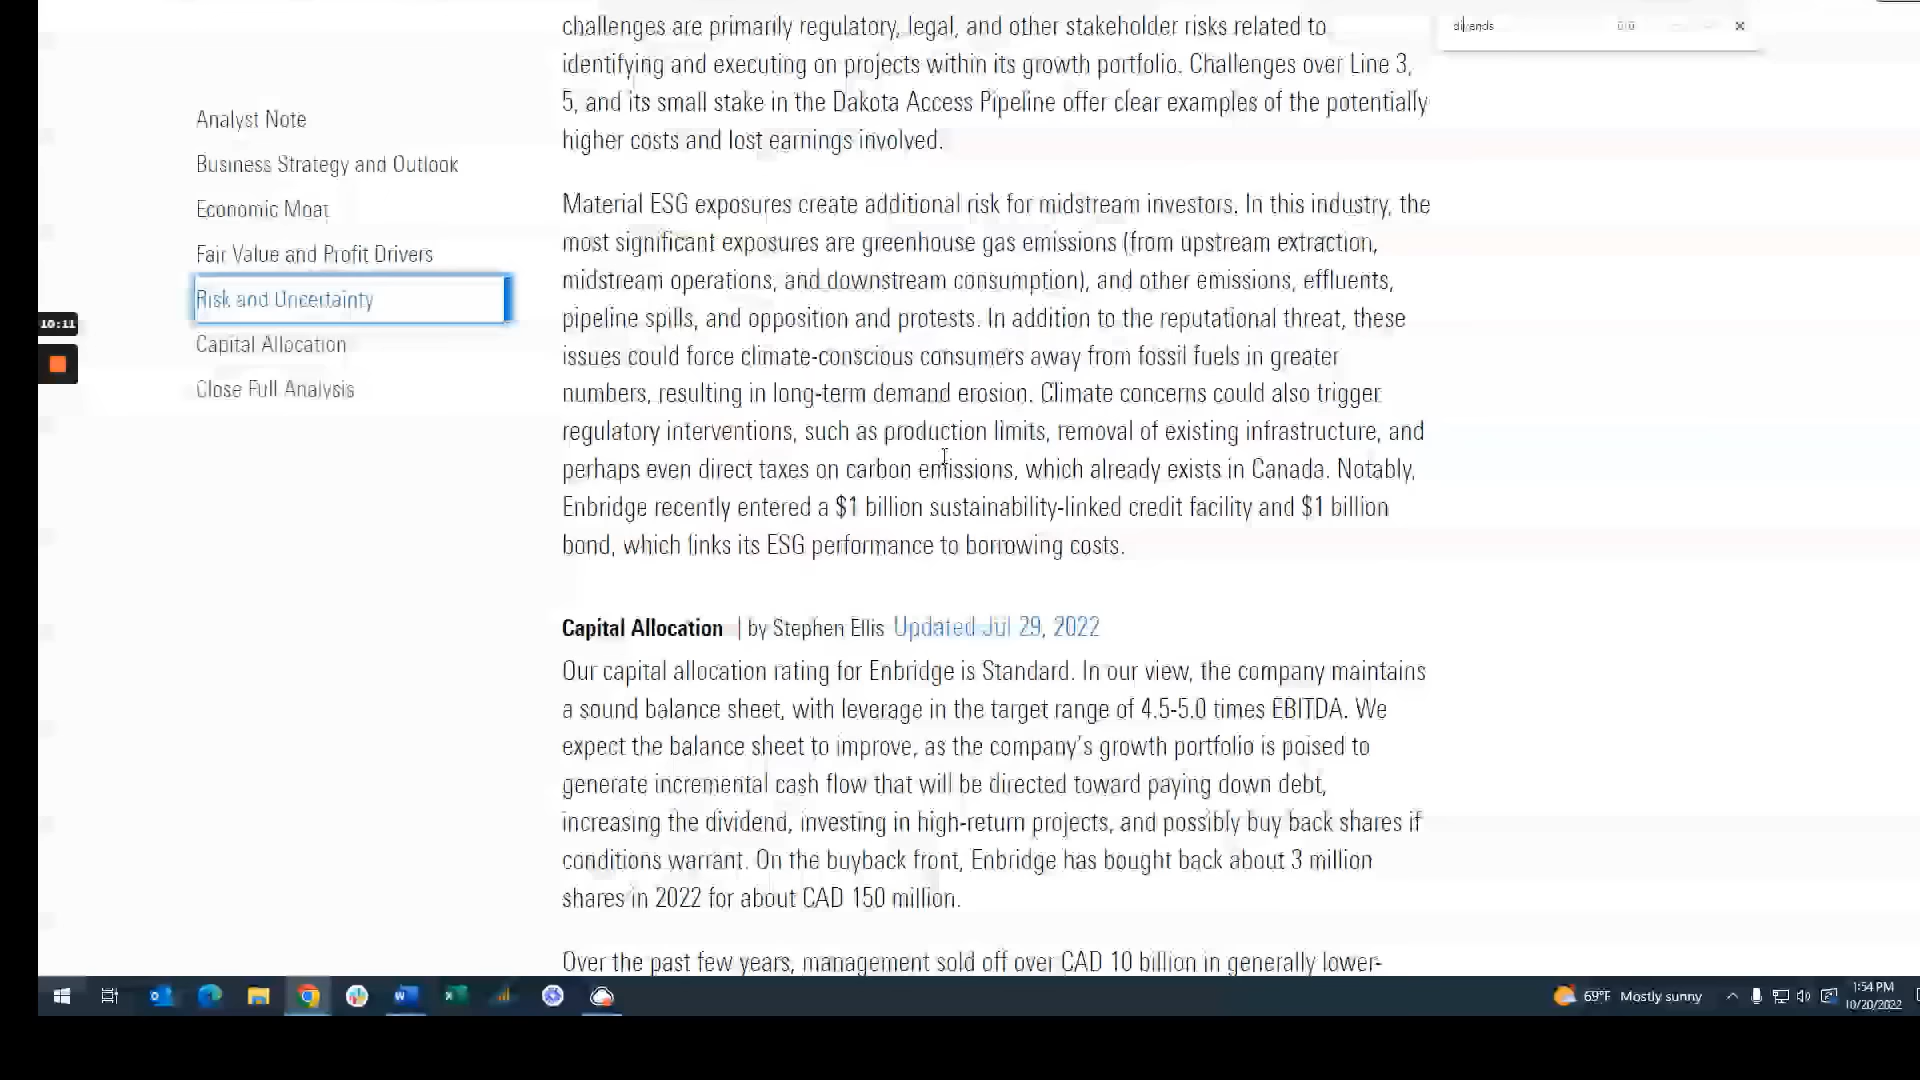 challenges are primarily regulatory, legal, and other stakeholder risks related to
identifying and executing on projects within its growth portfolio. Challenges over Line 3,
5, and its small stake in the Dakota Access Pipeline offer clear examples of the potentially
higher costs and lost earnings involved.
divends
0/0
Analyst Note
Business Strategy and Outlook
Economic Moat
Fair Value and Profit Drivers
Risk and Uncertainty
Capital Allocation
Close Full Analysis
10:11
Material ESG exposures create additional risk for midstream investors. In this industry, the
most significant exposures are greenhouse gas emissions (from upstream extraction,
midstream operations, and downstream consumption), and other emissions, effluents,
pipeline spills, and opposition and protests. In addition to the reputational threat, these
issues could force climate-conscious consumers away from fossil fuels in greater
numbers, resulting in long-term demand erosion. Climate concerns could also trigger
regulatory interventions, such as production limits, removal of existing infrastructure, and
perhaps even direct taxes on carbon emissions, which already exists in Canada. Notably,
Enbridge recently entered a $1 billion sustainability-linked credit facility and $1 billion
bond, which links its ESG performance to borrowing costs.
Capital Allocation | by Stephen Ellis Updated Jul 29, 2022
Our capital allocation rating for Enbridge is Standard. In our view, the company maintains
a sound balance sheet, with leverage in the target range of 4.5-5.0 times EBITDA. We
expect the balance sheet to improve, as the company's growth portfolio is poised to
generate incremental cash flow that will be directed toward paying down debt,
increasing the dividend, investing in high-return projects, and possibly buy back shares if
conditions warrant. On the buyback front, Enbridge has bought back about 3 million
shares in 2022 for about CAD 150 million.
Over the past few years, management sold off over CAD 10 billion in generally lower-
69°F Mostly sunny
1:54 PM
10/20/2022